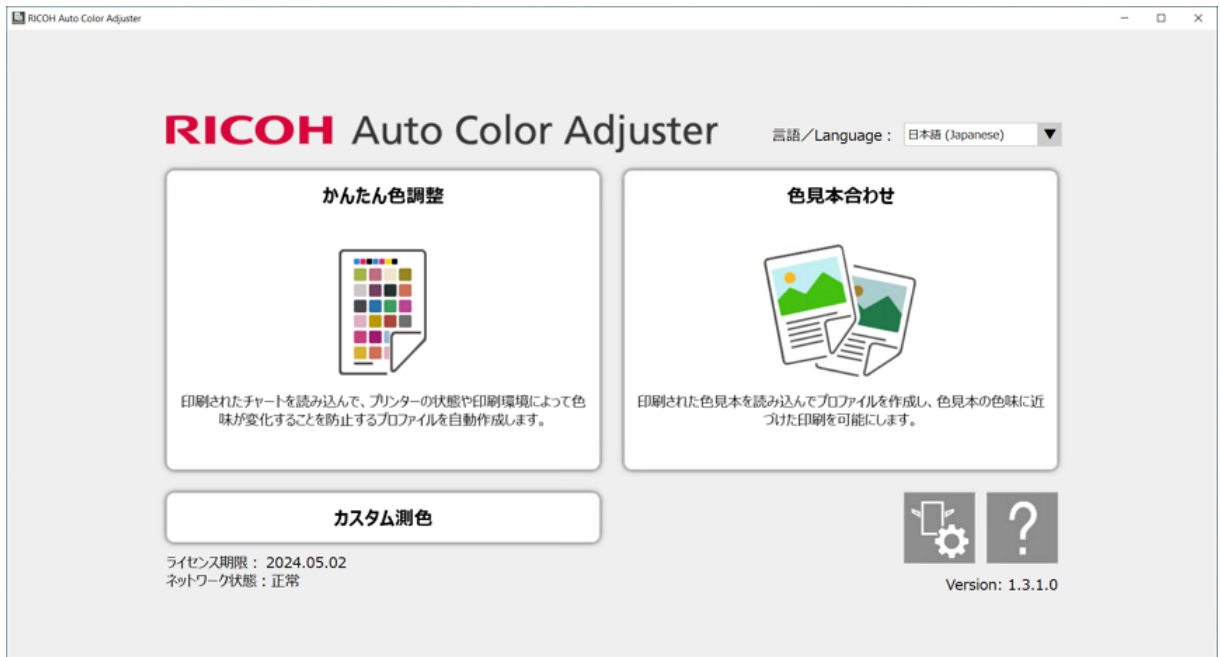 RICOH Auto Color Adjuster
RICOH Auto Color Adjuster
言語／Language : 日本語 (Japanese)
かんたん色調整
印刷されたチャートを読み込んで、プリンターの状態や印刷環境によって色
味が変化することを防止するプロファイルを自動作成します。
色見本合わせ
印刷された色見本を読み込んでプロファイルを作成し、色見本の色味に近
づけた印刷を可能にします。
カスタム測色
ライセンス期限： 2024.05.02
ネットワーク状態：正常
?
Version: 1.3.1.0